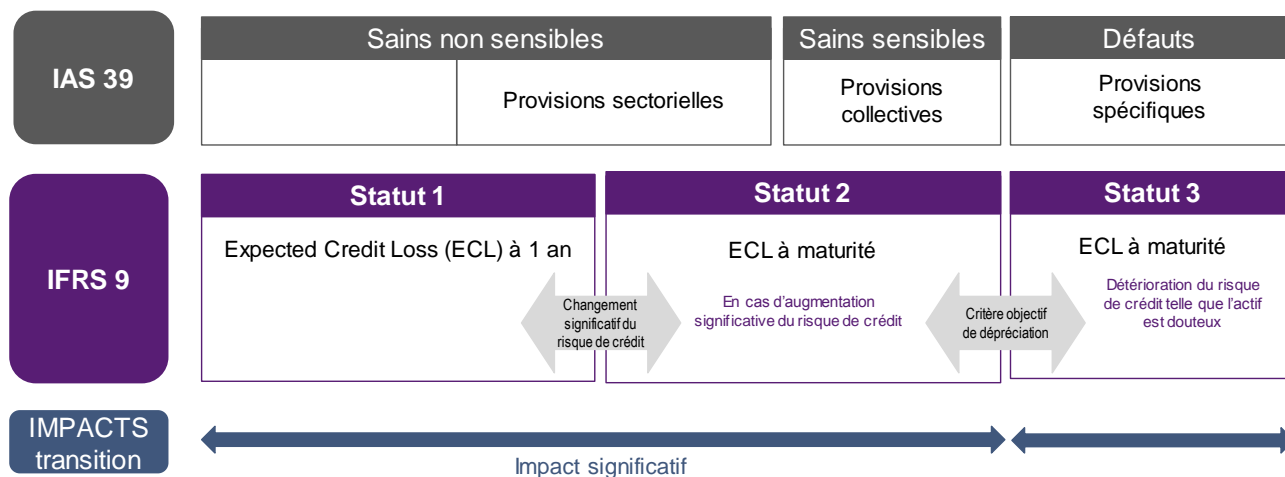 IAS 39
Sains non sensibles
Sains sensibles
Défauts
Provisions sectorielles
Provisions
collectives
Provisions
spécifiques
IFRS 9
Statut 1
Statut 2
Statut 3
Expected Credit Loss (ECL) à 1 an
ECL à maturité
ECL à maturité
Changement
significatif du
risque de crédit
En cas d'augmentation
significative du risque de crédit
Critère objectif
de dépréciation
Détérioration du risque
de crédit telle que l'actif
est douteux
IMPACTS
transition
Impact significatif